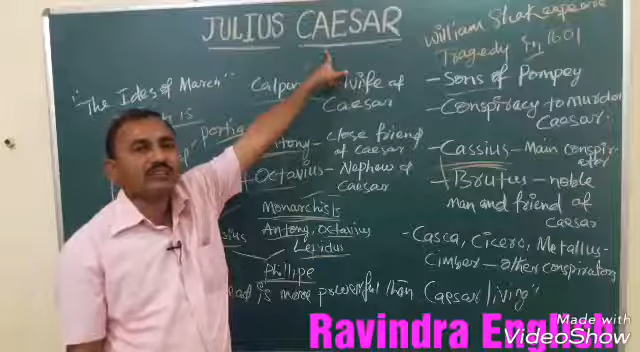 JULIUS CAESAR
William Shakespeare
Tragedy in 1601
"The Ides of March"
Calpur
wife of
Caesar
- Sons of Pompey
- Conspiracy to murder
Caesar.
Portia
Antony - close friend
of Caesar
- Cassius - Main conspir
ator
Octavius - Nephew of
Caesar
Brutus - noble
man and friend of
Caesar
Monarchists
Antony, Octavius
Lepidus
- Casca, Cicero, Metallus
Cimber - other conspirators
Phillipe
is more powerful than Caesar living"
Made with
VideoShow
Ravindra English